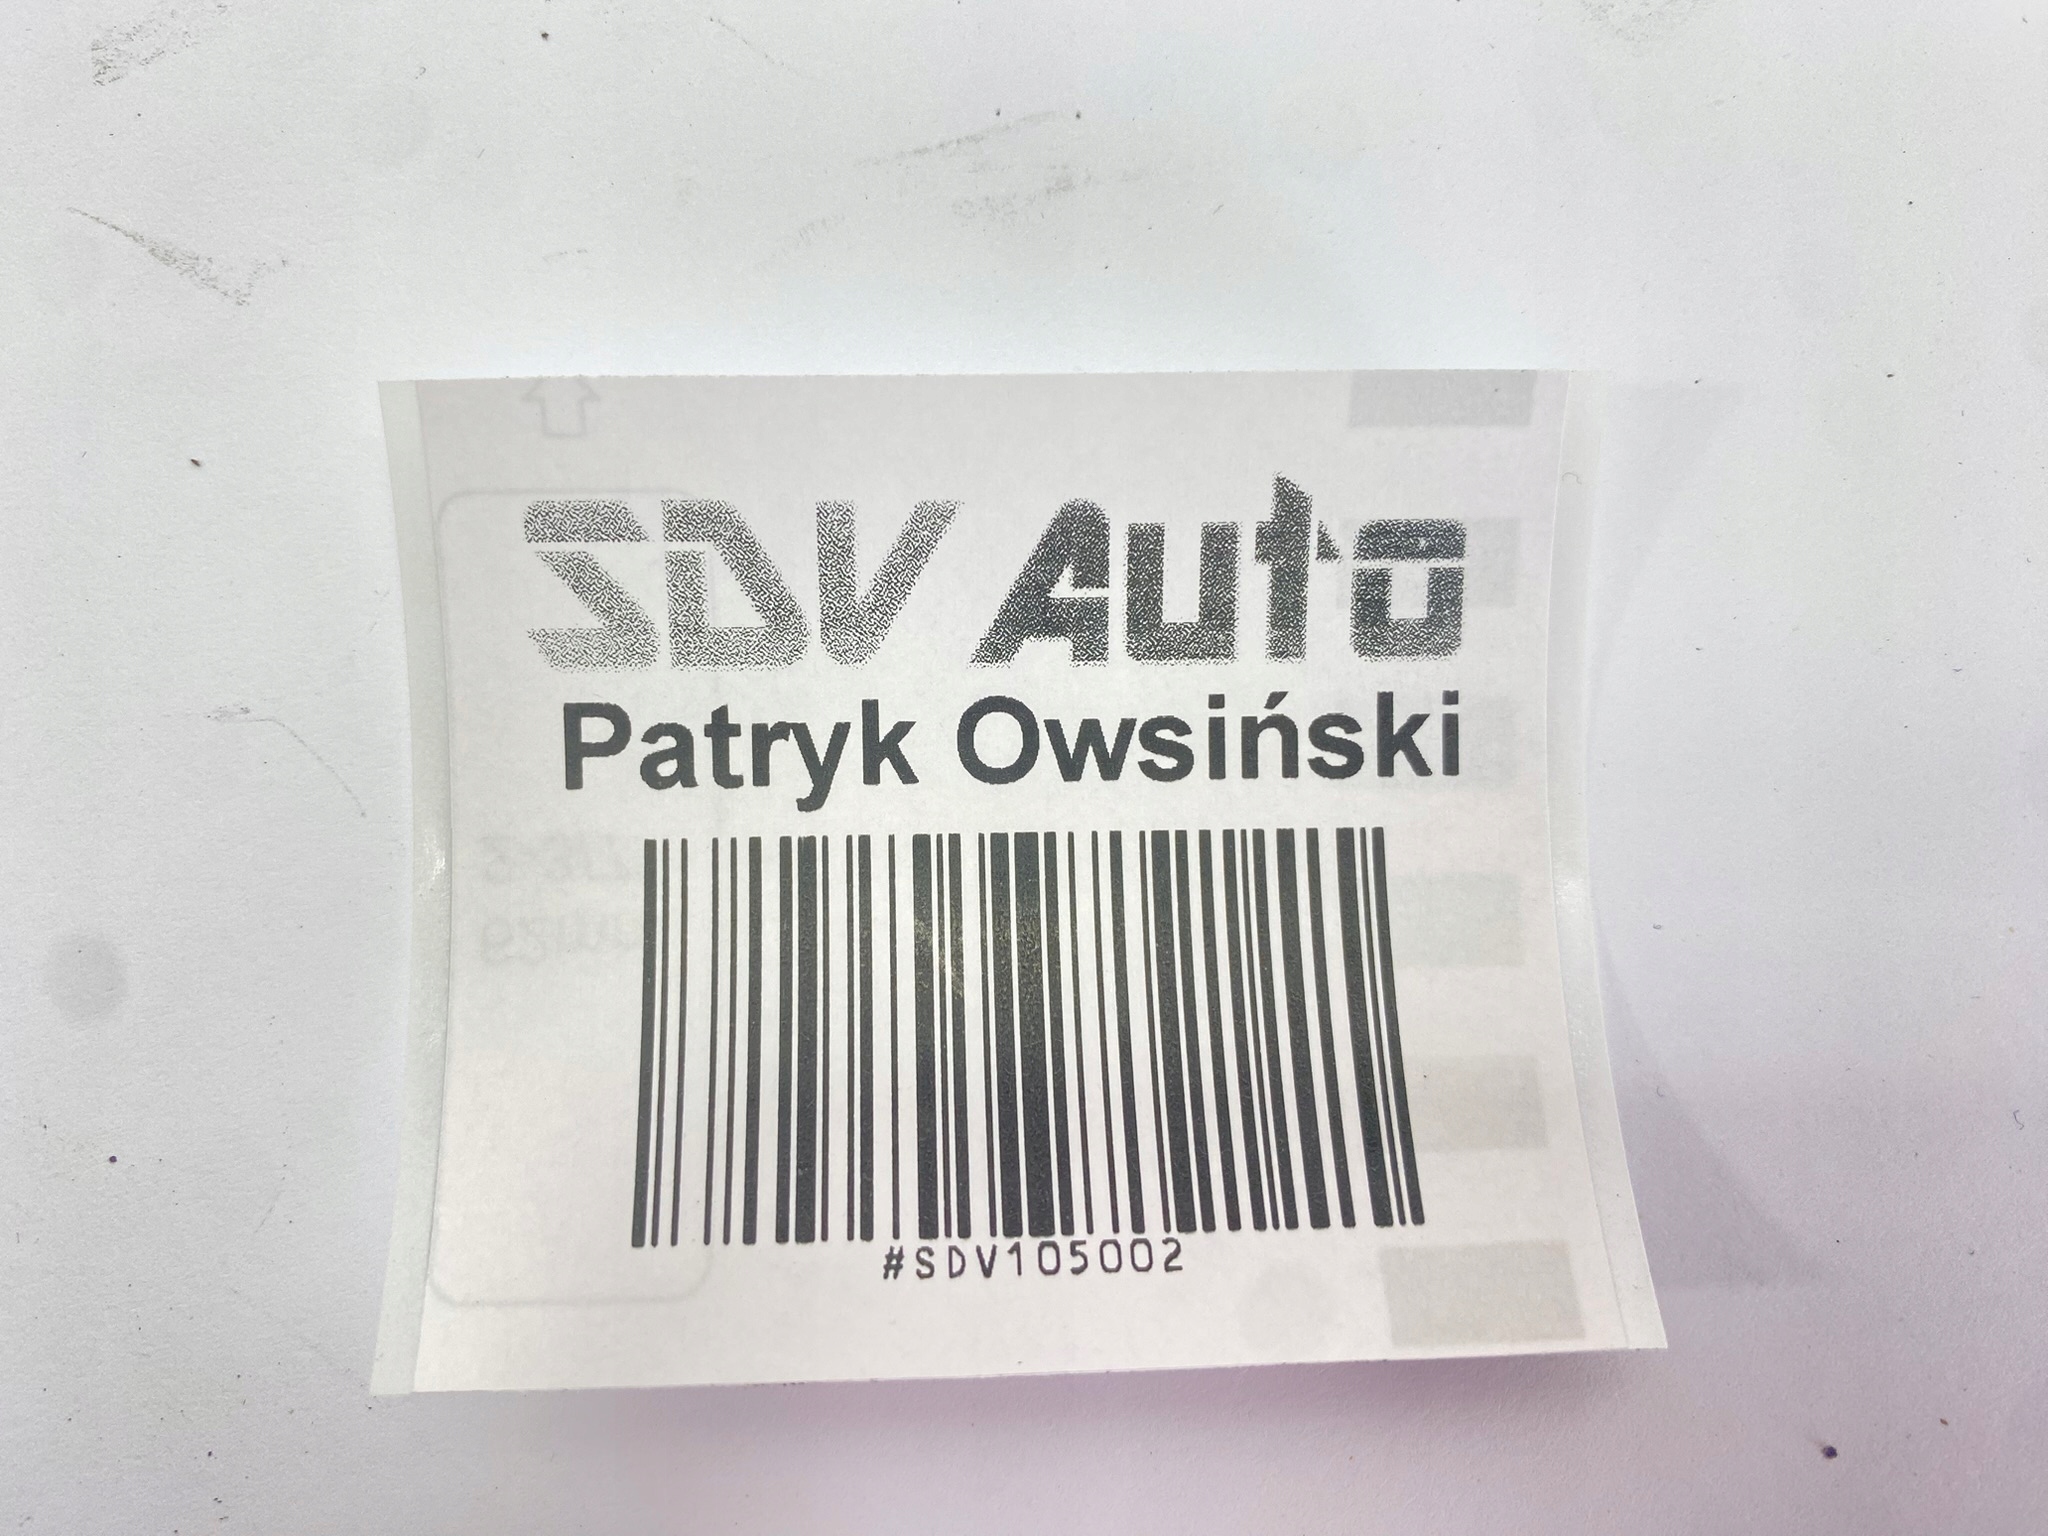 SDV Auto
Patryk Owsiński
#SDV105002